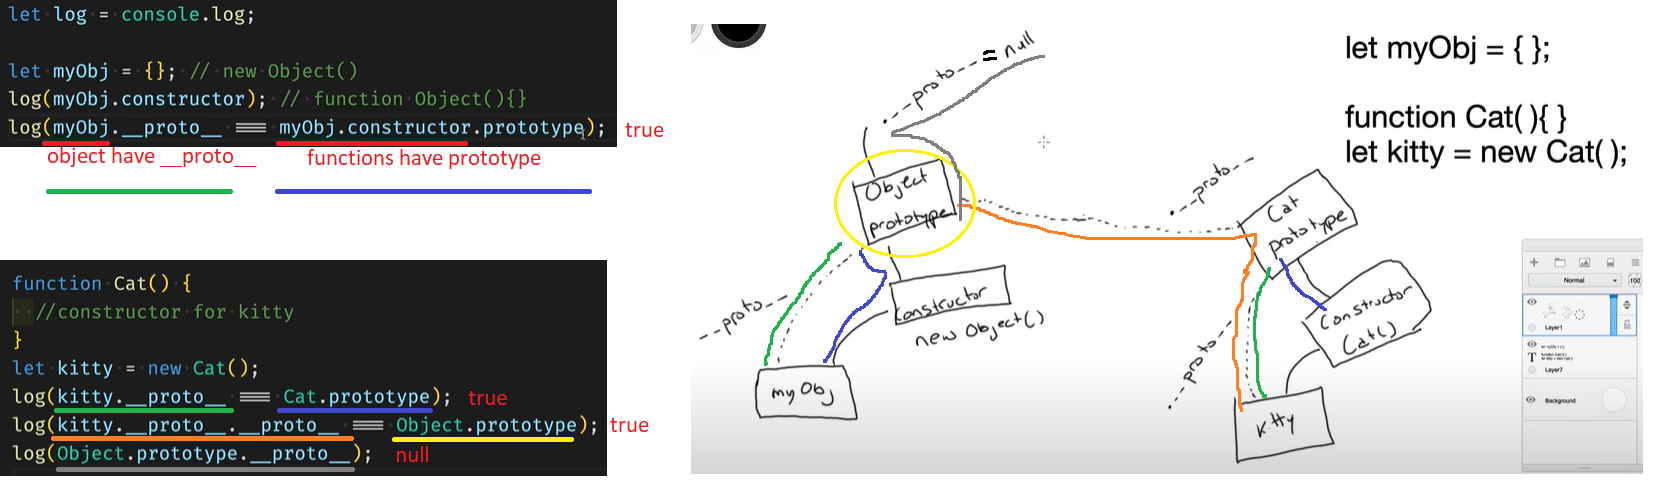 let log = console.log;
let myObj = {}; // new Object()
log(myObj.constructor); // function Object(){}
log(myObj.__proto__ === myObj.constructor.prototype); true
object have __proto__ functions have prototype
function Cat() {
//constructor for kitty
}
let kitty = new Cat();
log(kitty.__proto__ === Cat.prototype); true
log(kitty.__proto__.__proto__ === Object.prototype); true
log(Object.prototype.__proto__); null
--proto-- = null
Object
prototype
--proto--
Constructor
new Object()
myObj
--proto--
Cat
prototype
Constructor
Cat()
--proto--
Kitty
let myObj = { };
function Cat( ){ }
let kitty = new Cat( );
Normal
100
Layer1
T
Layer7
Background